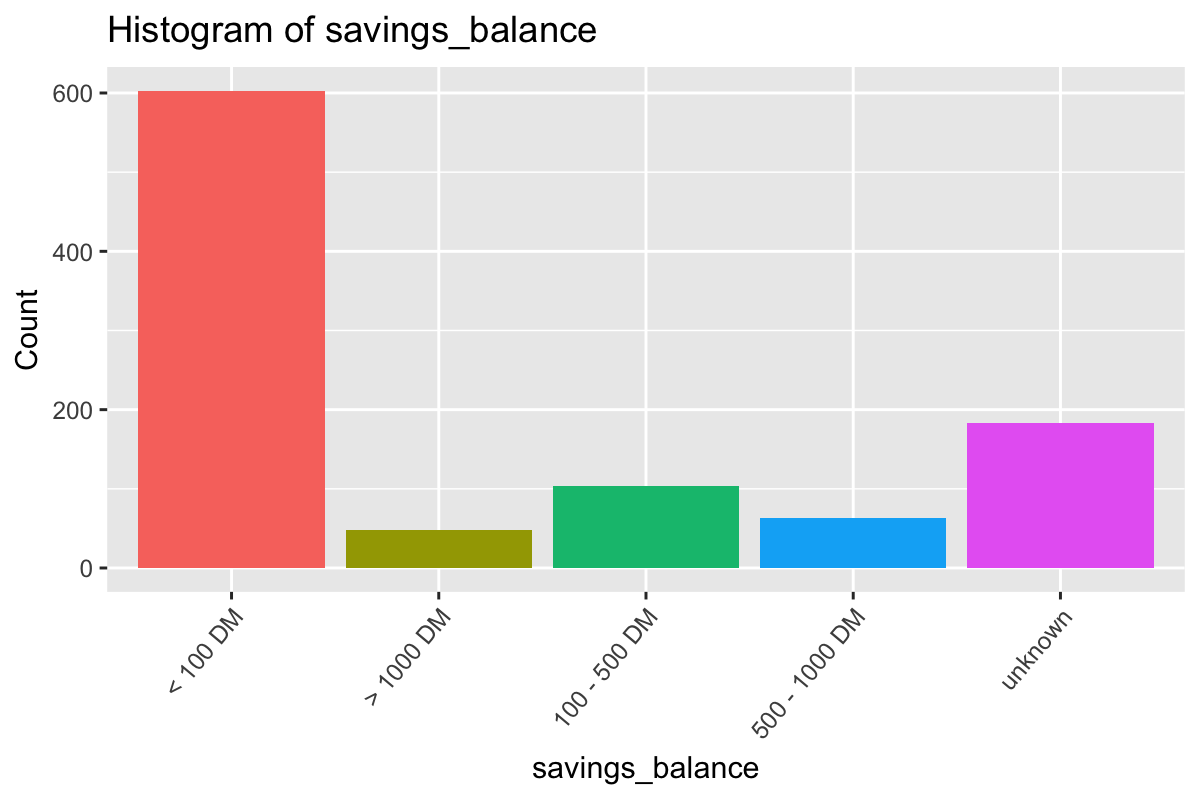 Histogram of savings_balance
600
400
200
0
Count
< 100 DM
> 1000 DM
100 - 500 DM
500 - 1000 DM
unknown
savings_balance